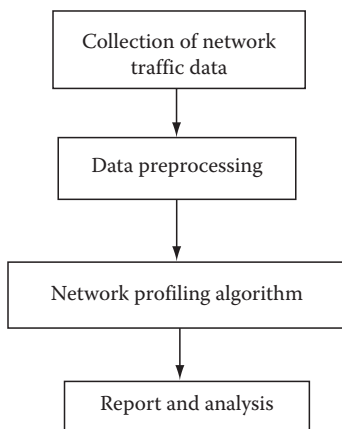 Collection of network
traffic data
Data preprocessing
Network profiling algorithm
Report and analysis